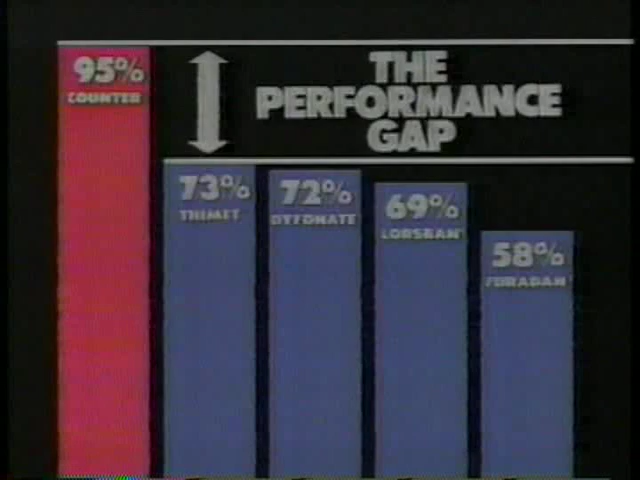 95%
COUNTER
THE
PERFORMANCE
GAP
73%
THIMET
72%
DYFONATE
69%
LORSBAN
58%
FURADAN